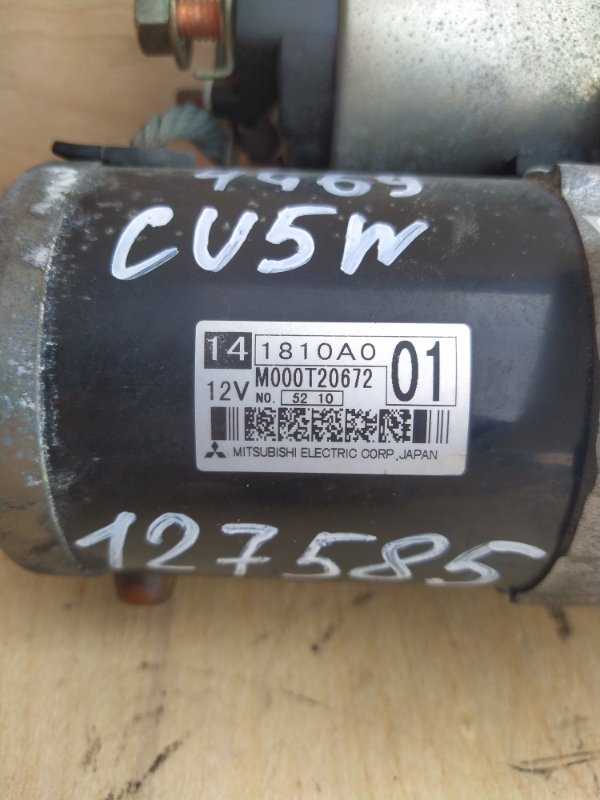 CU5W
14 1810A0 01
12V M000T20672
NO. 52 10
MITSUBISHI ELECTRIC CORP., JAPAN
127585